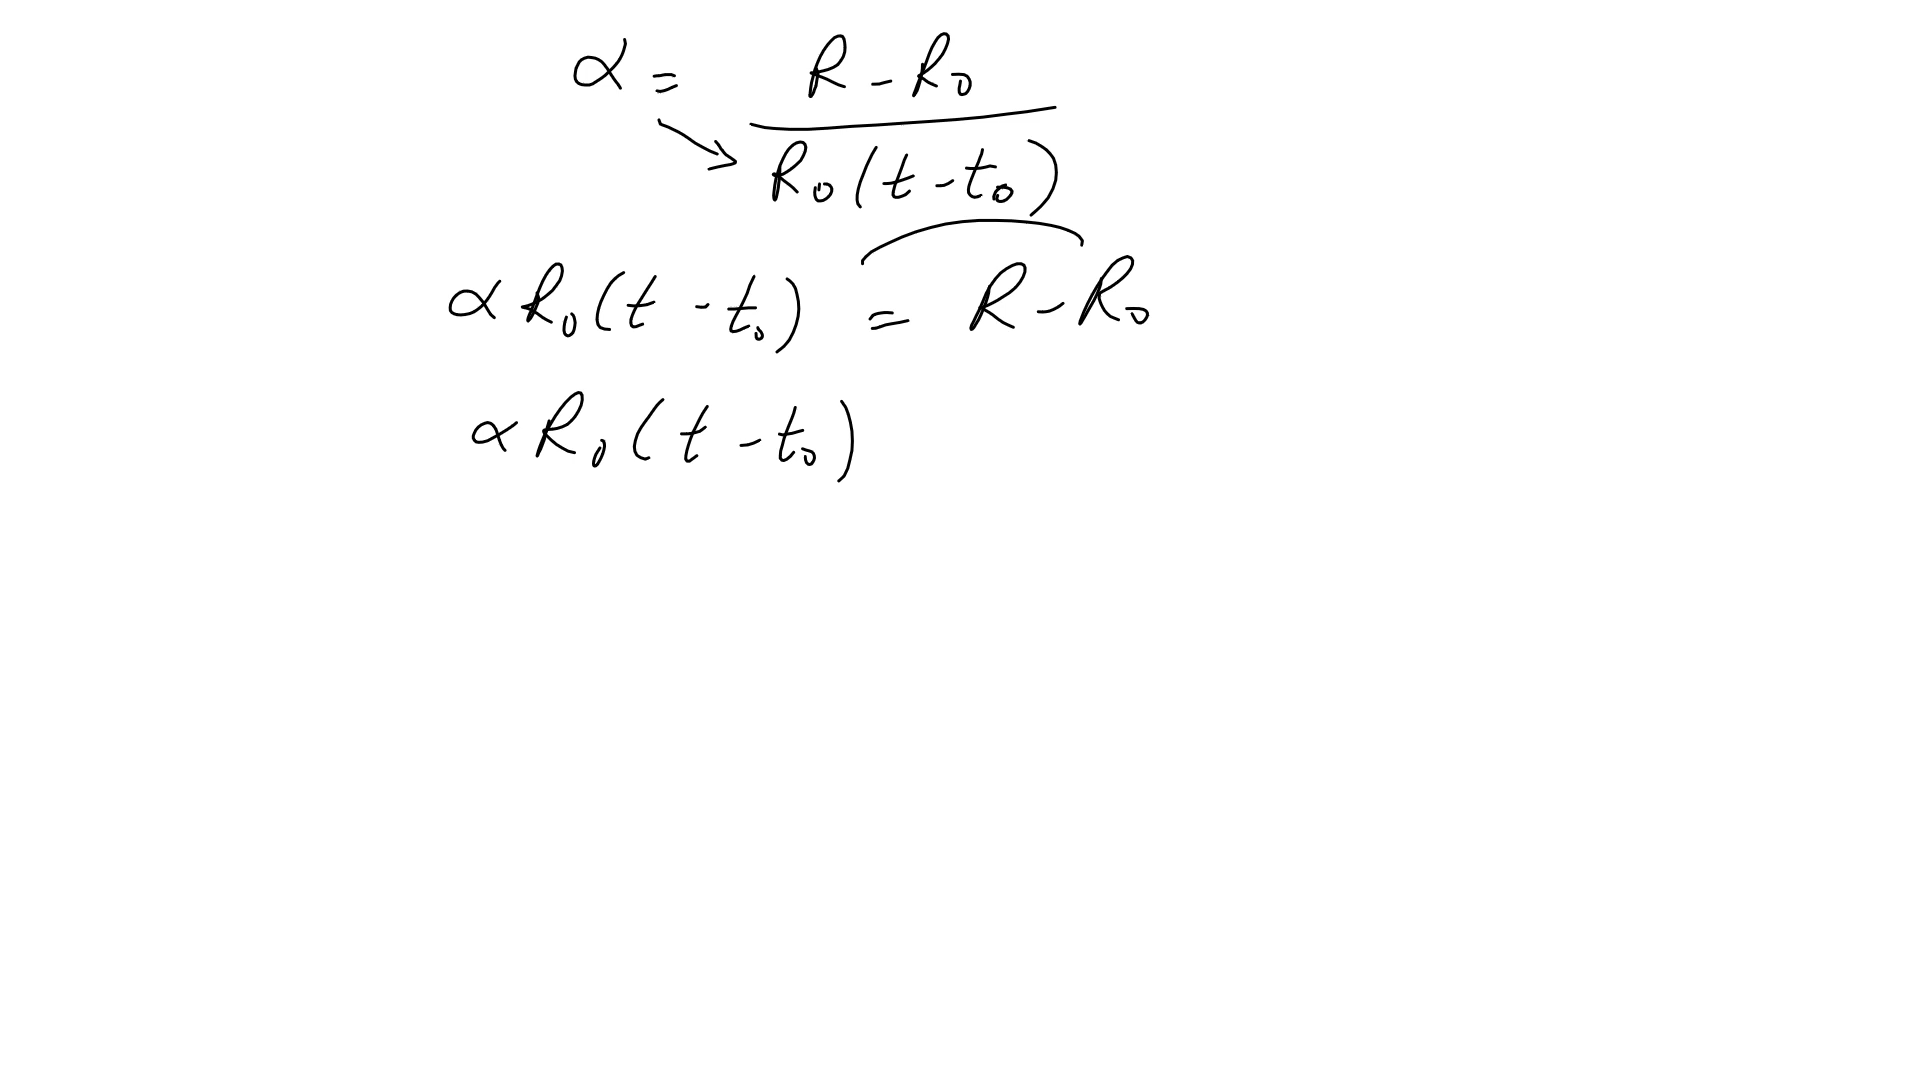 α = R - R₀
R₀(t - t₀)
αR₀(t - t₀) = R - R₀
αR₀(t - t₀)